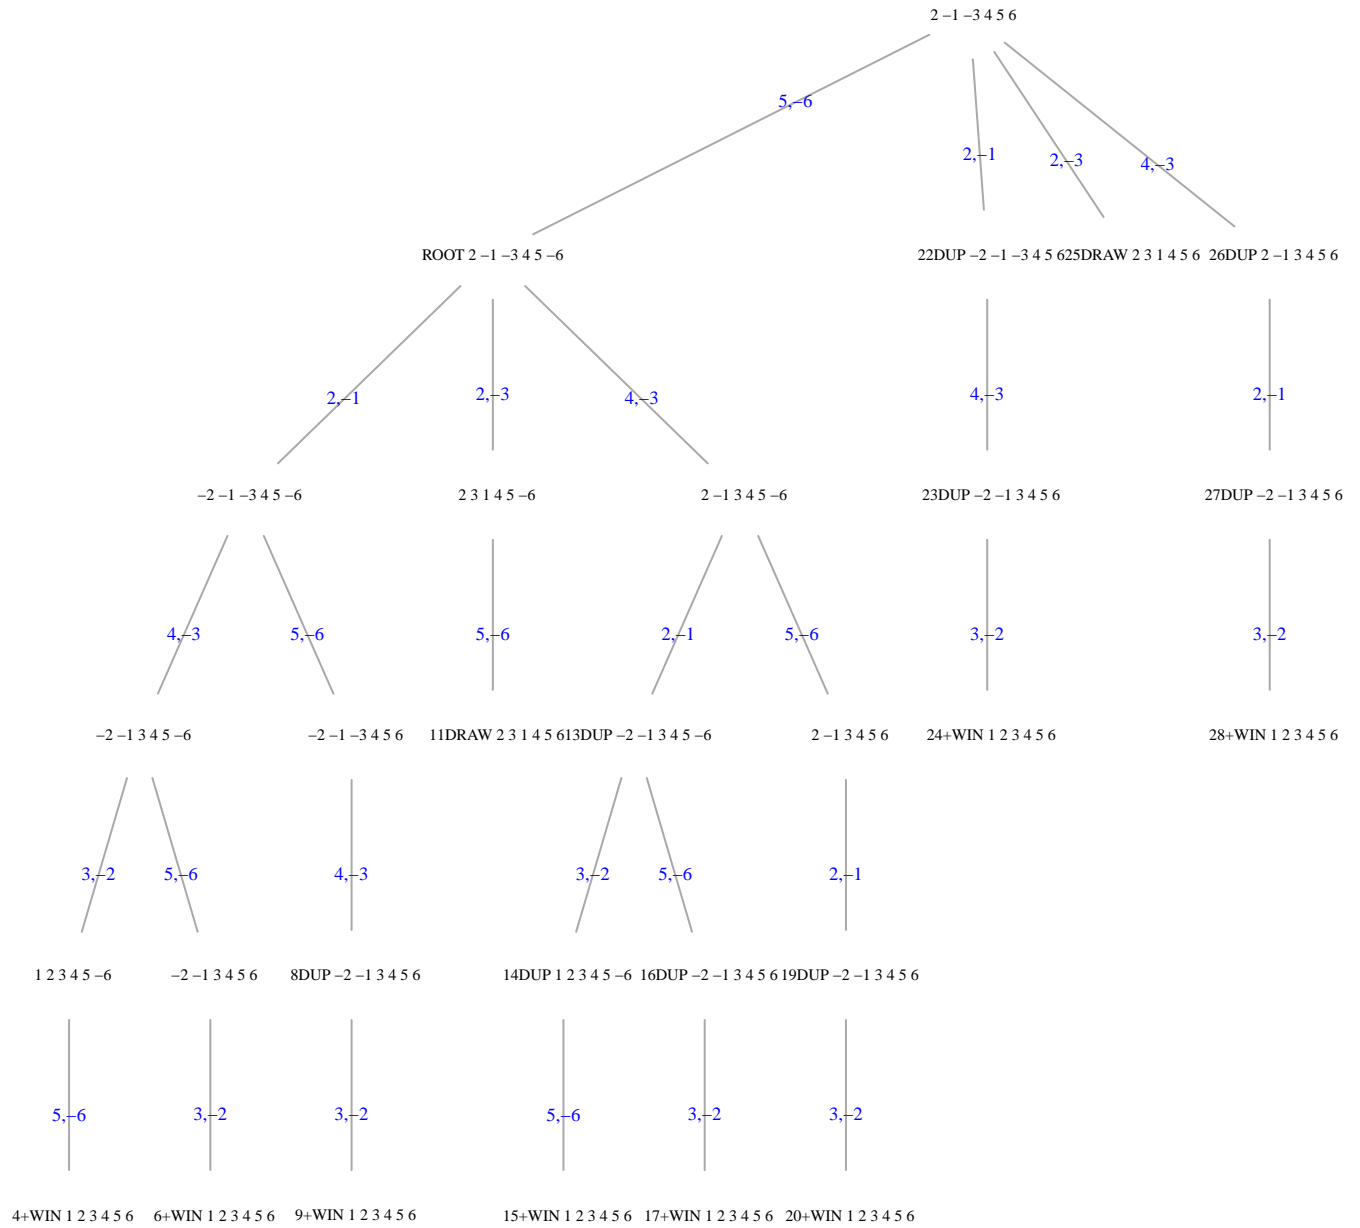 2 −1 −3 4 5 6
5,−6
2,−1
2,−3
4,−3
ROOT 2 −1 −3 4 5 −6
22DUP −2 −1 −3 4 5 6
25DRAW 2 3 1 4 5 6
26DUP 2 −1 3 4 5 6
2,−1
2,−3
4,−3
4,−3
2,−1
−2 −1 −3 4 5 −6
2 3 1 4 5 −6
2 −1 3 4 5 −6
23DUP −2 −1 3 4 5 6
27DUP −2 −1 3 4 5 6
4,−3
5,−6
5,−6
2,−1
5,−6
3,−2
3,−2
−2 −1 3 4 5 −6
−2 −1 −3 4 5 6
11DRAW 2 3 1 4 5 6
13DUP −2 −1 3 4 5 −6
2 −1 3 4 5 6
24+WIN 1 2 3 4 5 6
28+WIN 1 2 3 4 5 6
3,−2
5,−6
4,−3
3,−2
5,−6
2,−1
1 2 3 4 5 −6
−2 −1 3 4 5 6
8DUP −2 −1 3 4 5 6
14DUP 1 2 3 4 5 −6
16DUP −2 −1 3 4 5 6
19DUP −2 −1 3 4 5 6
5,−6
3,−2
3,−2
5,−6
3,−2
3,−2
4+WIN 1 2 3 4 5 6
6+WIN 1 2 3 4 5 6
9+WIN 1 2 3 4 5 6
15+WIN 1 2 3 4 5 6
17+WIN 1 2 3 4 5 6
20+WIN 1 2 3 4 5 6